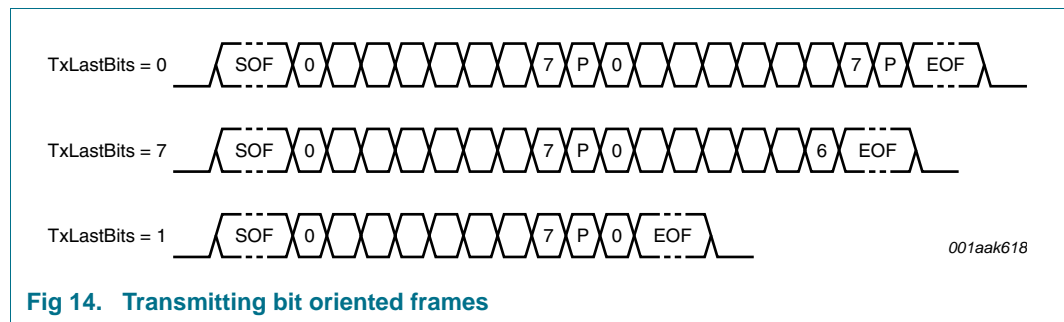 TxLastBits = 0 SOF 0 7 P 0 7 P EOF
TxLastBits = 7 SOF 0 7 P 0 6 EOF
TxLastBits = 1 SOF 0 7 P 0 EOF
001aak618
Fig 14. Transmitting bit oriented frames